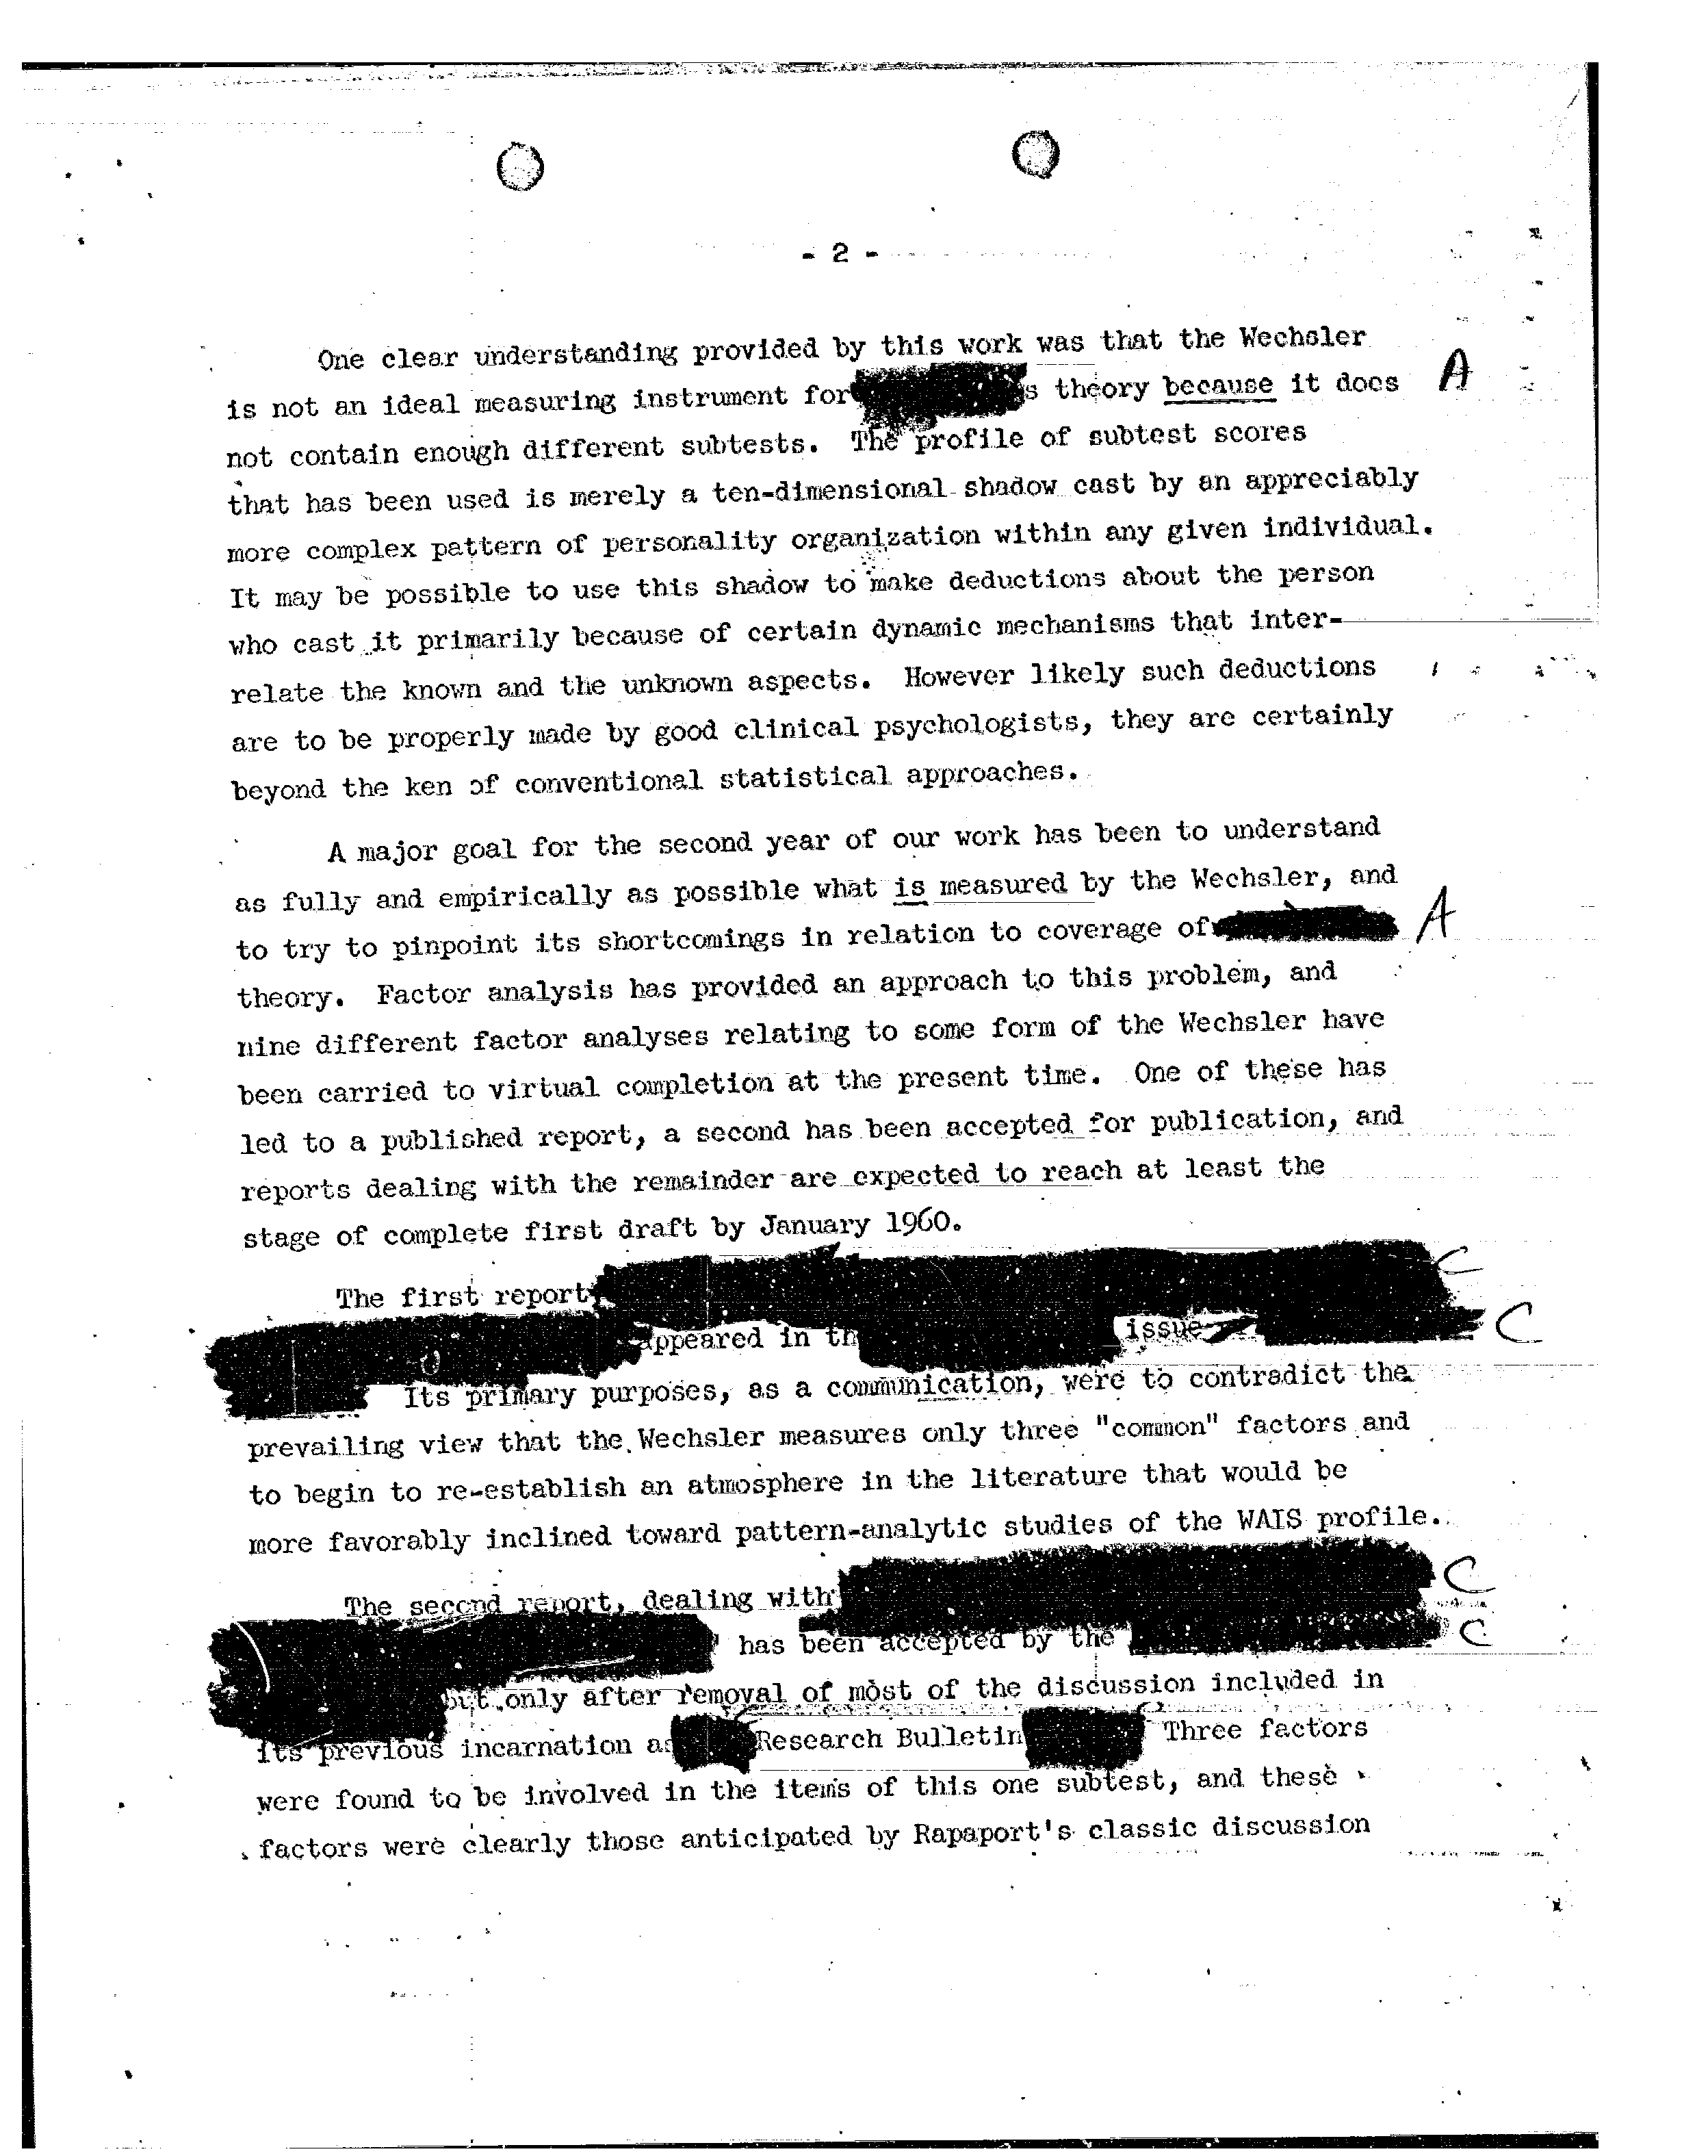 - 2 -
One clear understanding provided by this work was that the Wechsler
is not an ideal measuring instrument for s theory because it does A
not contain enough different subtests. The profile of subtest scores
that has been used is merely a ten-dimensional shadow cast by an appreciably
more complex pattern of personality organization within any given individual.
It may be possible to use this shadow to make deductions about the person
who cast it primarily because of certain dynamic mechanisms that inter-
relate the known and the unknown aspects. However likely such deductions
are to be properly made by good clinical psychologists, they are certainly
beyond the ken of conventional statistical approaches.
A major goal for the second year of our work has been to understand
as fully and empirically as possible what is measured by the Wechsler, and
to try to pinpoint its shortcomings in relation to coverage of A
theory. Factor analysis has provided an approach to this problem, and
nine different factor analyses relating to some form of the Wechsler have
been carried to virtual completion at the present time. One of these has
led to a published report, a second has been accepted for publication, and
reports dealing with the remainder are expected to reach at least the
stage of complete first draft by January 1960.
The first report C
appeared in th issue C
Its primary purposes, as a communication, were to contradict the
prevailing view that the Wechsler measures only three "common" factors and
to begin to re-establish an atmosphere in the literature that would be
more favorably inclined toward pattern-analytic studies of the WAIS profile.
The second report, dealing with C
has been accepted by the C
but only after removal of most of the discussion included in
its previous incarnation as Research Bulletin Three factors
were found to be involved in the items of this one subtest, and these
factors were clearly those anticipated by Rapaport's classic discussion